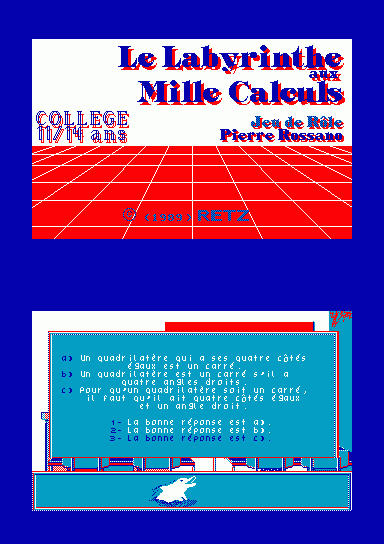 Le Labyrinthe
aux
Mille Calculs
COLLEGE
11/14 ans
Jeu de Rôle
Pierre Rossano
© (1989) RETZ
a) Un quadrilatère qui a ses quatre côtés
égaux est un carré.
b) Un quadrilatère est un carré s'il a
quatre angles droits.
c) Pour qu'un quadrilatère soit un carré,
il faut qu'il ait quatre côtés égaux
et un angle droit.
1- La bonne réponse est a).
2- La bonne réponse est b).
3- La bonne réponse est c).